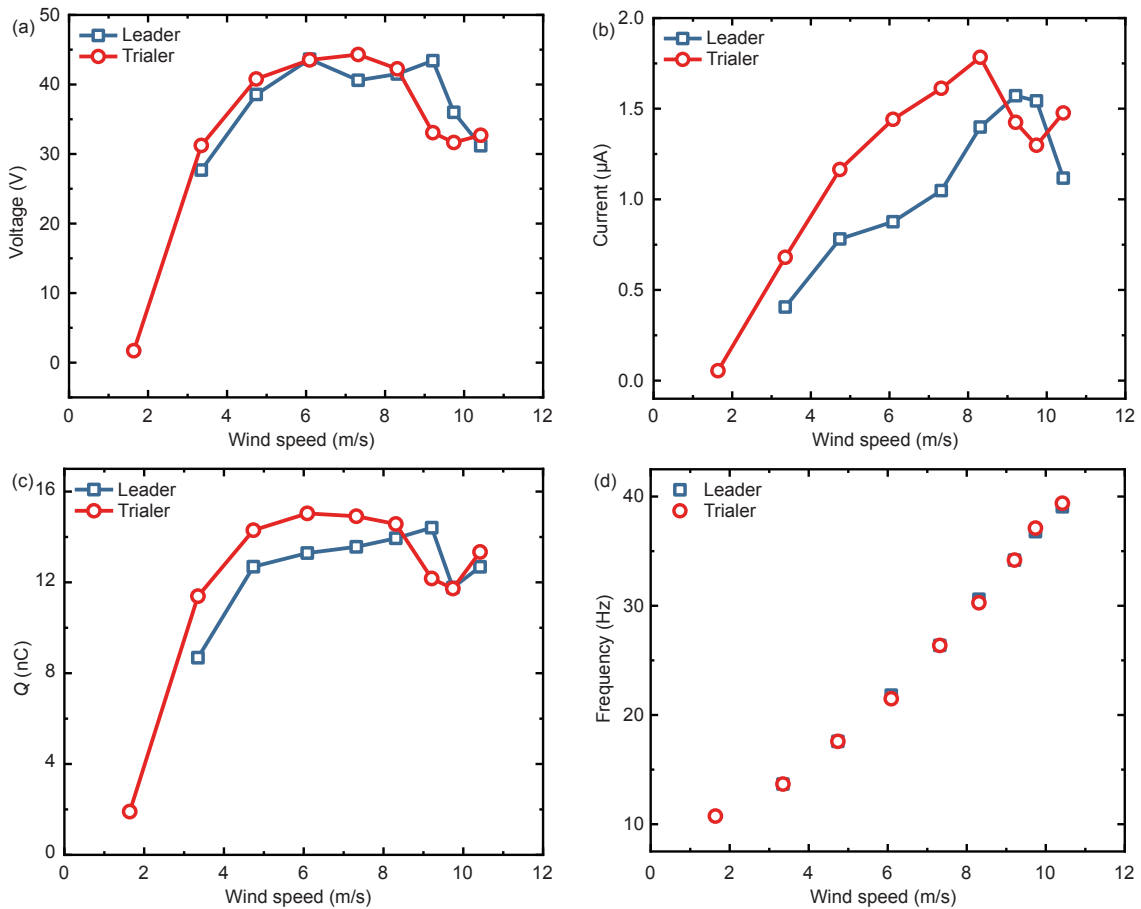 (a)
Leader
Trialer
50
40
30
20
10
0
Voltage (V)
0 2 4 6 8 10 12
Wind speed (m/s)
(b)
Leader
Trialer
2.0
1.5
1.0
0.5
0.0
Current (μA)
0 2 4 6 8 10 12
Wind speed (m/s)
(c)
Leader
Trialer
16
12
8
4
0
Q (nC)
0 2 4 6 8 10 12
Wind speed (m/s)
(d)
Leader
Trialer
40
30
20
10
Frequency (Hz)
0 2 4 6 8 10 12
Wind speed (m/s)